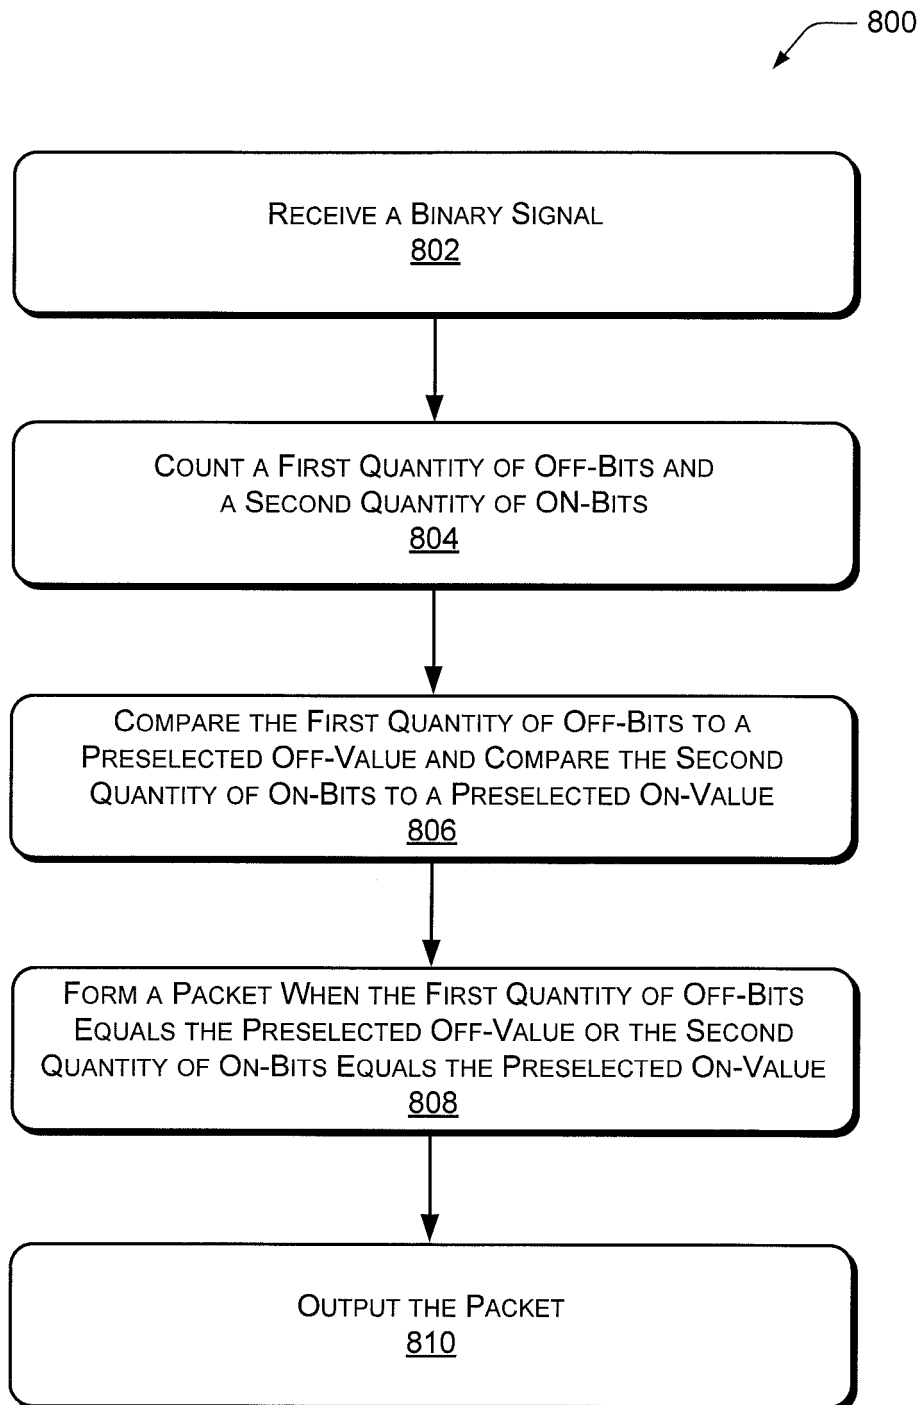 800
RECEIVE A BINARY SIGNAL
802
COUNT A FIRST QUANTITY OF OFF-BITS AND
A SECOND QUANTITY OF ON-BITS
804
COMPARE THE FIRST QUANTITY OF OFF-BITS TO A
PRESELECTED OFF-VALUE AND COMPARE THE SECOND
QUANTITY OF ON-BITS TO A PRESELECTED ON-VALUE
806
FORM A PACKET WHEN THE FIRST QUANTITY OF OFF-BITS
EQUALS THE PRESELECTED OFF-VALUE OR THE SECOND
QUANTITY OF ON-BITS EQUALS THE PRESELECTED ON-VALUE
808
OUTPUT THE PACKET
810